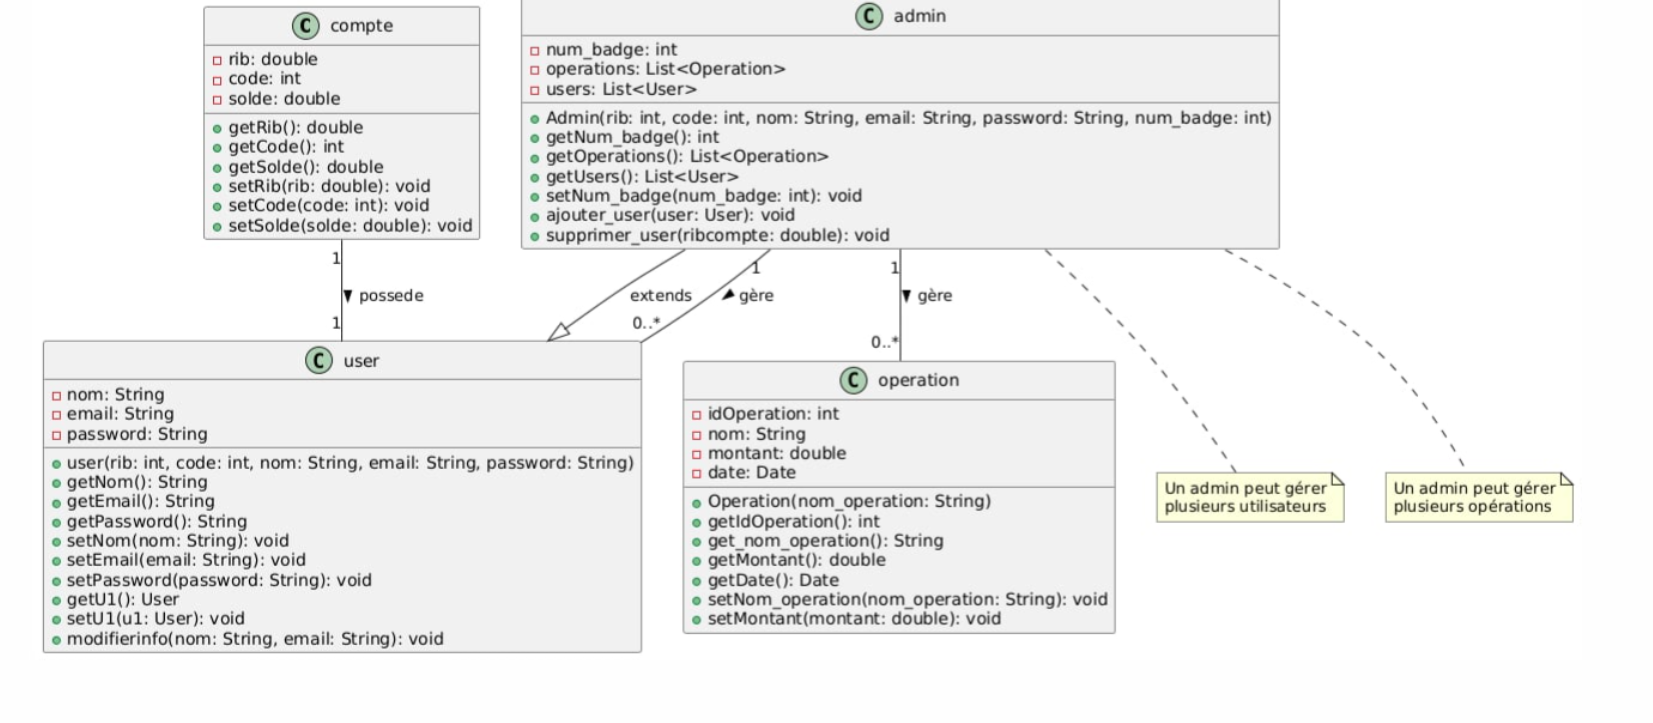 C compte
rib: double
code: int
solde: double
getRib(): double
getCode(): int
getSolde(): double
setRib(rib: double): void
setCode(code: int): void
setSolde(solde: double): void
C admin
num_badge: int
operations: List<Operation>
users: List<User>
Admin(rib: int, code: int, nom: String, email: String, password: String, num_badge: int)
getNum_badge(): int
getOperations(): List<Operation>
getUsers(): List<User>
setNum_badge(num_badge: int): void
ajouter_user(user: User): void
supprimer_user(ribcompte: double): void
1
possede
1
extends
1
gère
0..*
1
gère
0..*
C user
nom: String
email: String
password: String
user(rib: int, code: int, nom: String, email: String, password: String)
getNom(): String
getEmail(): String
getPassword(): String
setNom(nom: String): void
setEmail(email: String): void
setPassword(password: String): void
getU1(): User
setU1(u1: User): void
modifierinfo(nom: String, email: String): void
C operation
idOperation: int
nom: String
montant: double
date: Date
Operation(nom_operation: String)
getIdOperation(): int
get_nom_operation(): String
getMontant(): double
getDate(): Date
setNom_operation(nom_operation: String): void
setMontant(montant: double): void
Un admin peut gérer
plusieurs utilisateurs
Un admin peut gérer
plusieurs opérations